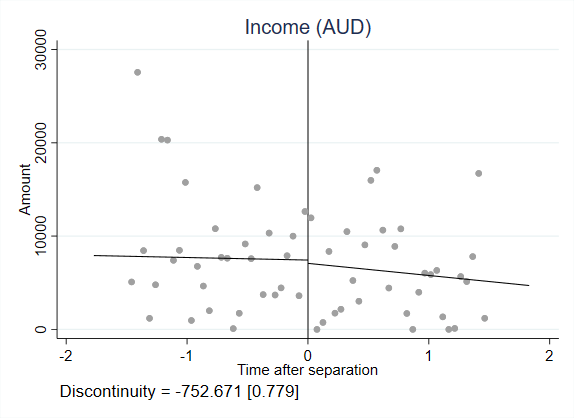 Income (AUD)
30000
20000
10000
0
Amount
-2 -1 0 1 2
Time after separation
Discontinuity = -752.671 [0.779]